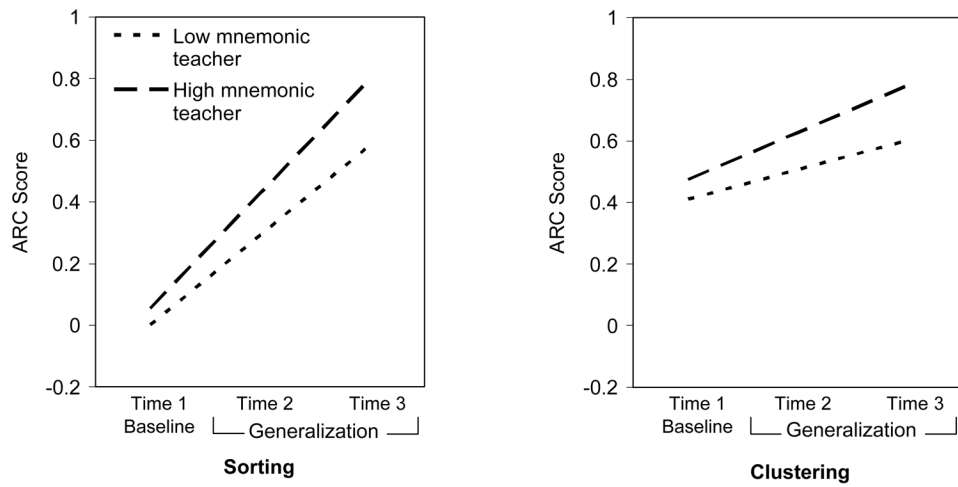 1
0.8
0.6
0.4
0.2
0
-0.2
ARC Score
Low mnemonic
teacher
High mnemonic
teacher
Time 1
Baseline
Time 2
Time 3
Generalization
Sorting
1
0.8
0.6
0.4
0.2
0
-0.2
ARC Score
Time 1
Baseline
Time 2
Time 3
Generalization
Clustering